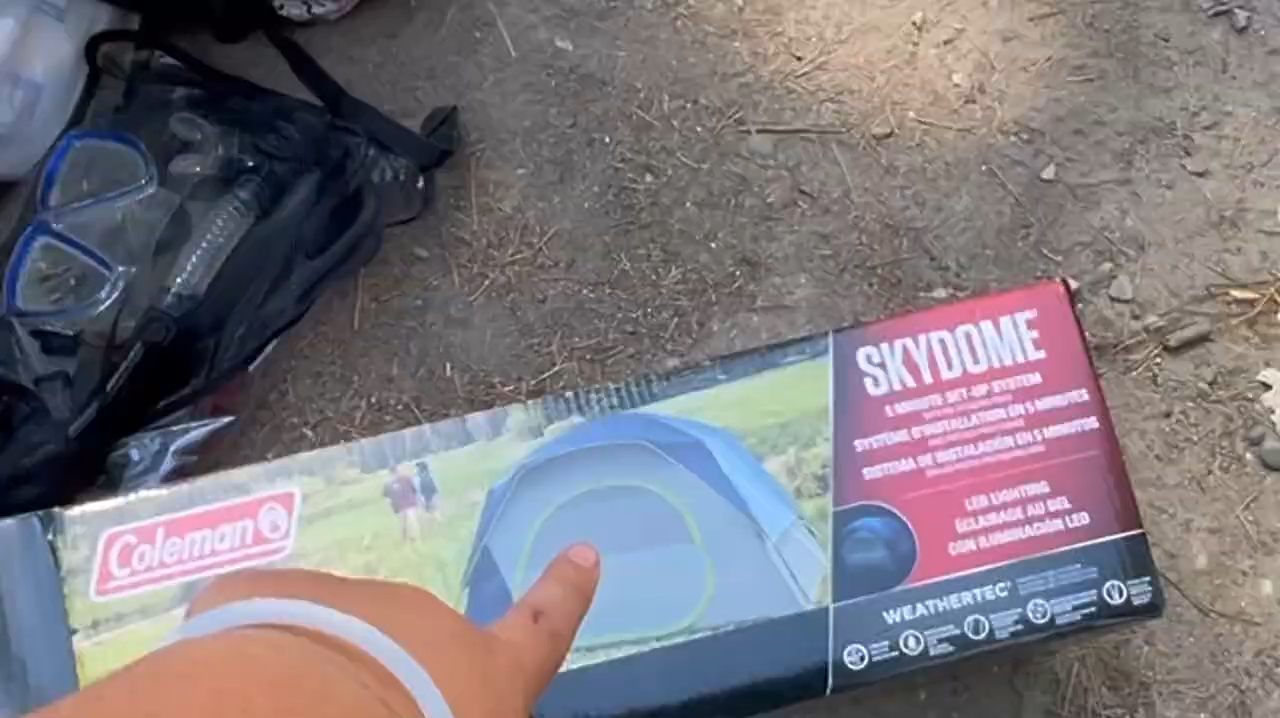 Coleman
SKYDOME
5 MINUTE SET-UP SYSTEM
SYSTÈME D'INSTALLATION EN 5 MINUTES
SISTEMA DE INSTALACIÓN EN 5 MINUTOS
LED LIGHTING
ÉCLAIRAGE AU DEL
CON ILUMINACIÓN LED
WEATHERTEC